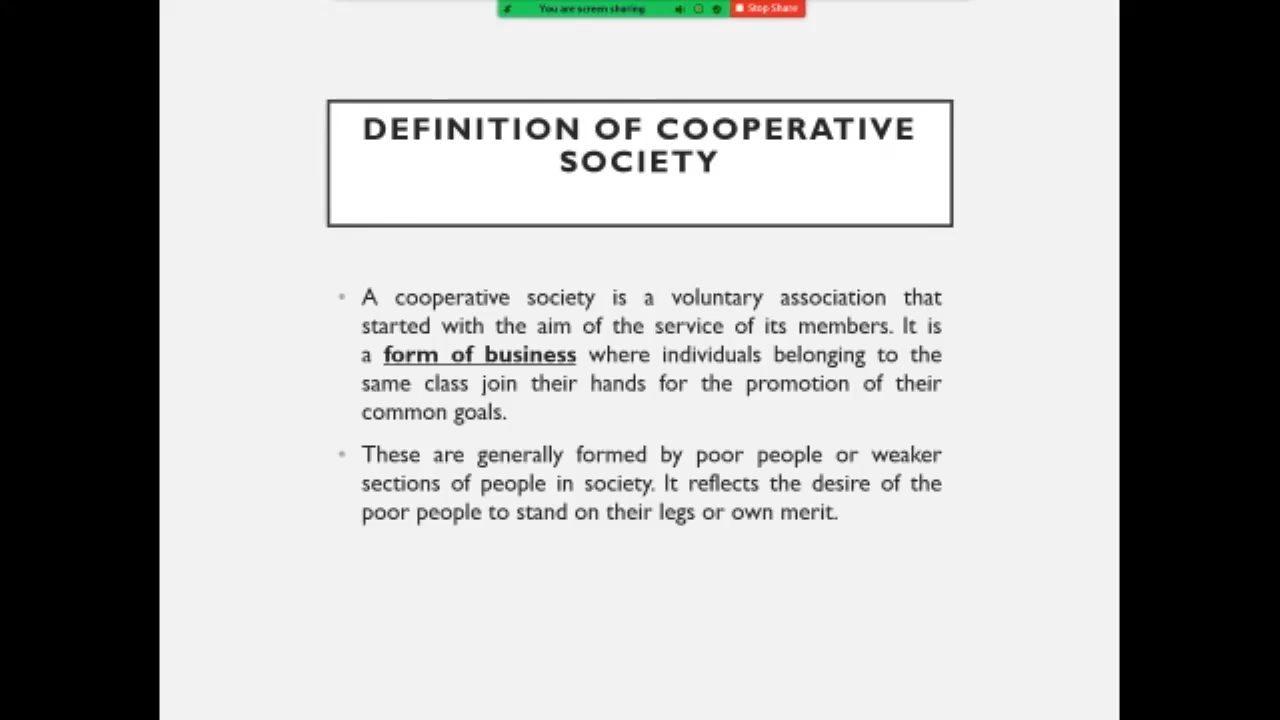 You are screen sharing
Stop Share
DEFINITION OF COOPERATIVE
SOCIETY
• A cooperative society is a voluntary association that
started with the aim of the service of its members. It is
a form of business where individuals belonging to the
same class join their hands for the promotion of their
common goals.
• These are generally formed by poor people or weaker
sections of people in society. It reflects the desire of the
poor people to stand on their legs or own merit.